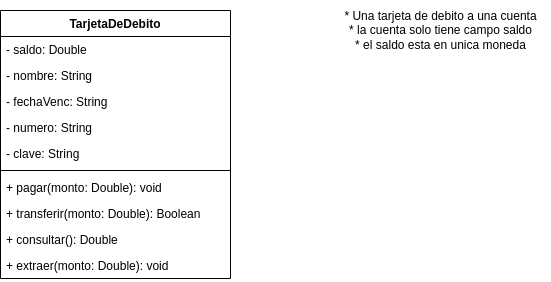 TarjetaDeDebito
- saldo: Double
- nombre: String
- fechaVenc: String
- numero: String
- clave: String
+ pagar(monto: Double): void
+ transferir(monto: Double): Boolean
+ consultar(): Double
+ extraer(monto: Double): void
* Una tarjeta de debito a una cuenta
* la cuenta solo tiene campo saldo
* el saldo esta en unica moneda